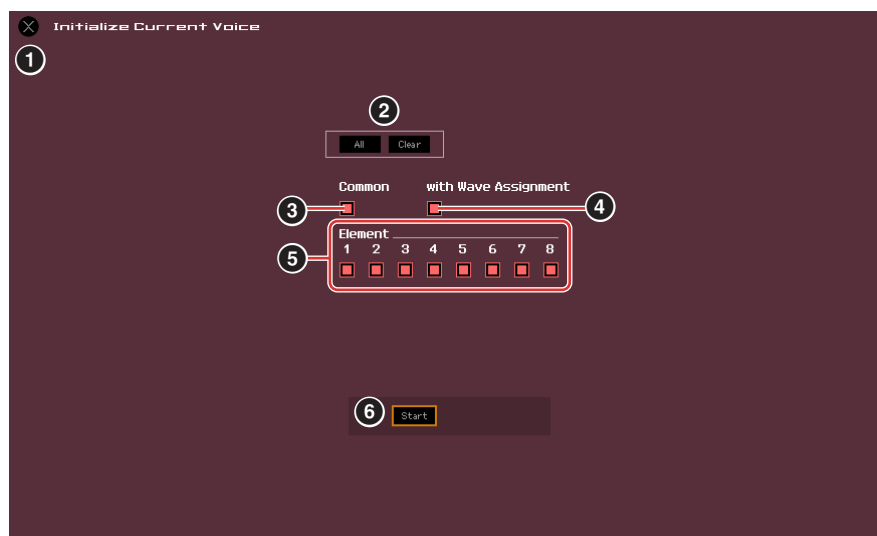 Initialize Current Voice
1
2
All Clear
Common with Wave Assignment
3
4
Element
1 2 3 4 5 6 7 8
5
6
Start